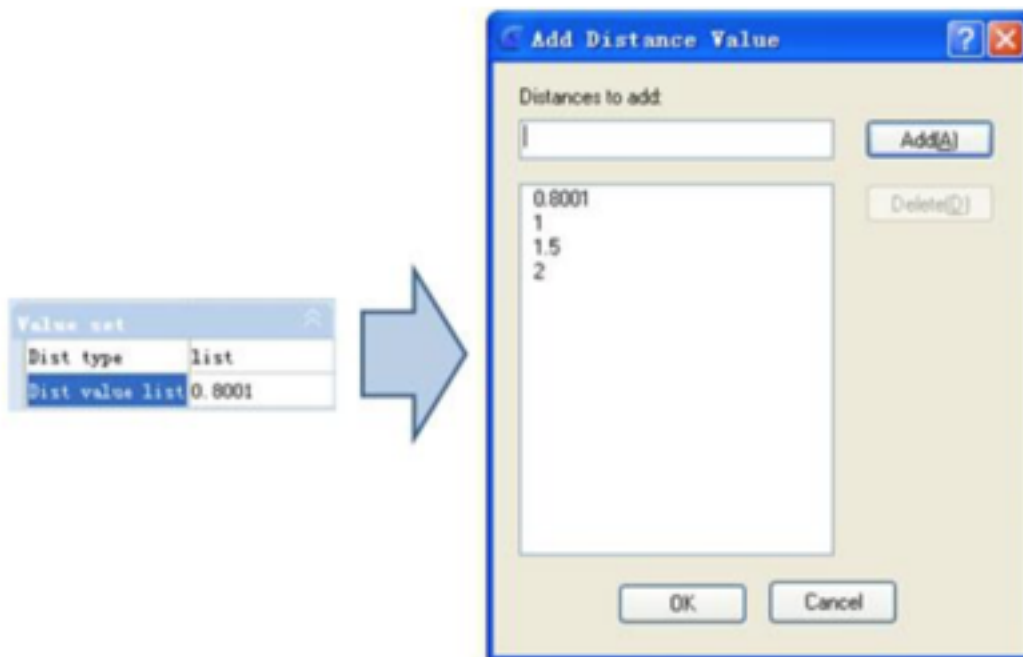 Value set
Dist type list
Dist value list 0.8001
Add Distance Value
Distances to add:
Add(A)
0.8001
1
1.5
2
Delete(D)
OK
Cancel